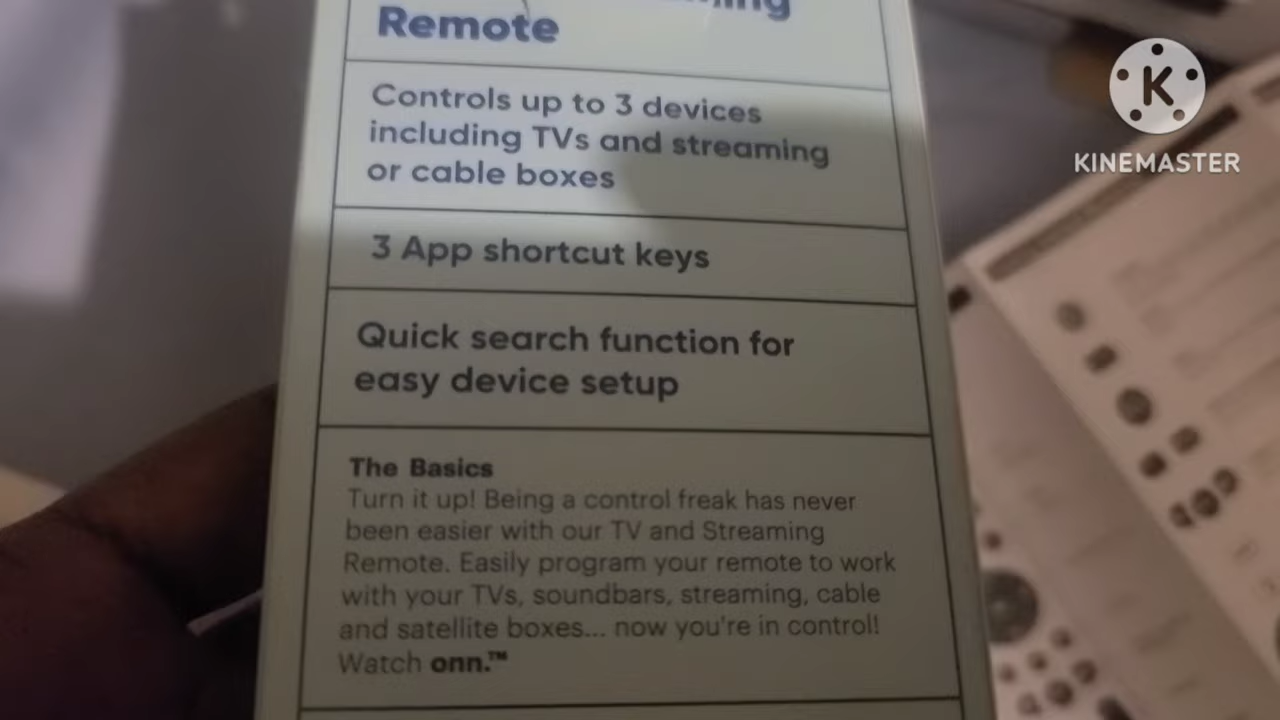 Remote
Controls up to 3 devices
including TVs and streaming
or cable boxes
3 App shortcut keys
Quick search function for
easy device setup
The Basics
Turn it up! Being a control freak has never
been easier with our TV and Streaming
Remote. Easily program your remote to work
with your TVs, soundbars, streaming, cable
and satellite boxes... now you're in control!
Watch onn.™
K
KINEMASTER